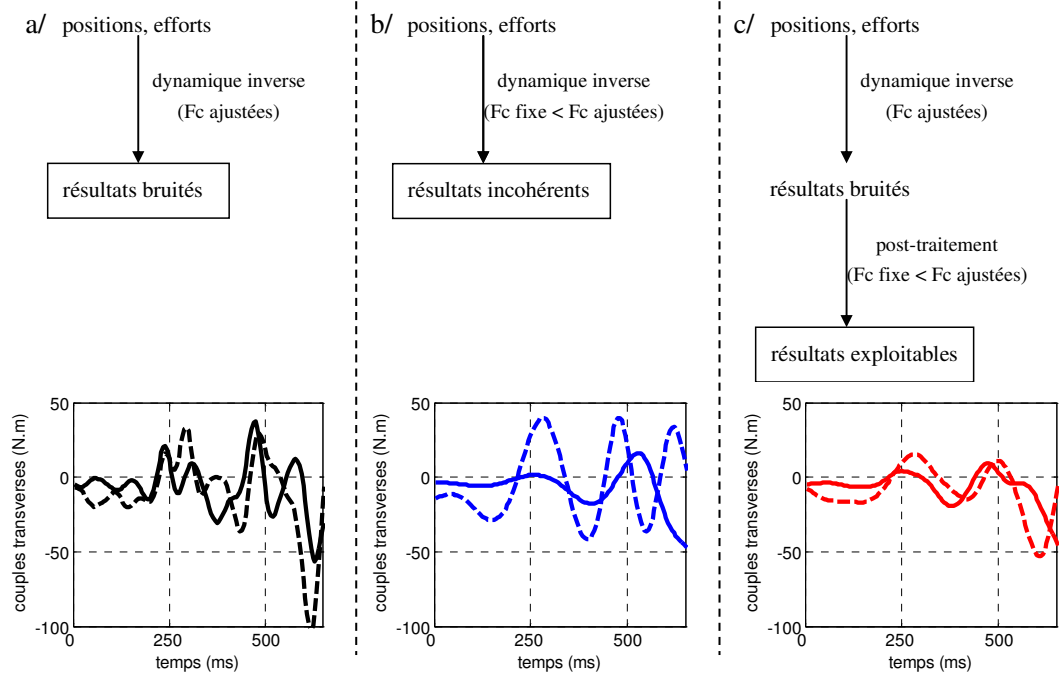 a/ positions, efforts
dynamique inverse
(Fc ajustées)
résultats bruités
50
0
-50
-100
0
250
500
couples transverses (N.m)
temps (ms)
b/ positions, efforts
dynamique inverse
(Fc fixe < Fc ajustées)
résultats incohérents
50
0
-50
-100
0
250
500
couples transverses (N.m)
temps (ms)
c/ positions, efforts
dynamique inverse
(Fc ajustées)
résultats bruités
post-traitement
(Fc fixe < Fc ajustées)
résultats exploitables
50
0
-50
-100
0
250
500
couples transverses (N.m)
temps (ms)